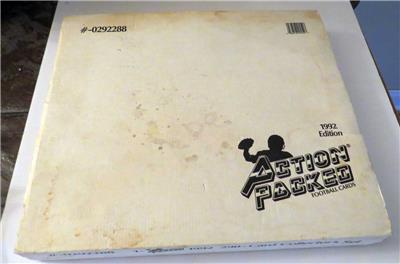 #-0292288
1992
Edition
ACTION
PACKED®
FOOTBALL CARDS